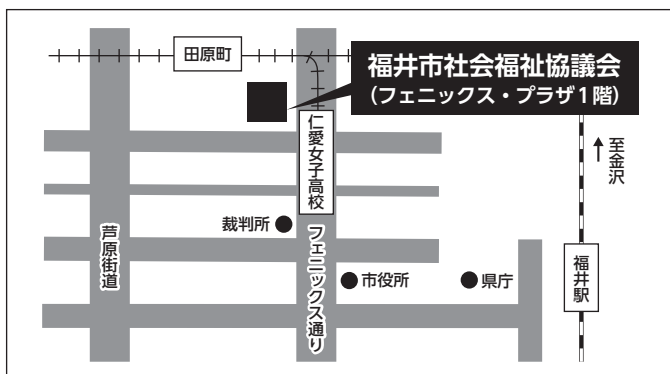 田原町
福井市社会福祉協議会
（フェニックス・プラザ1階）
仁愛女子高校
至金沢
裁判所
芦原街道
フェニックス通り
市役所
県庁
福井駅